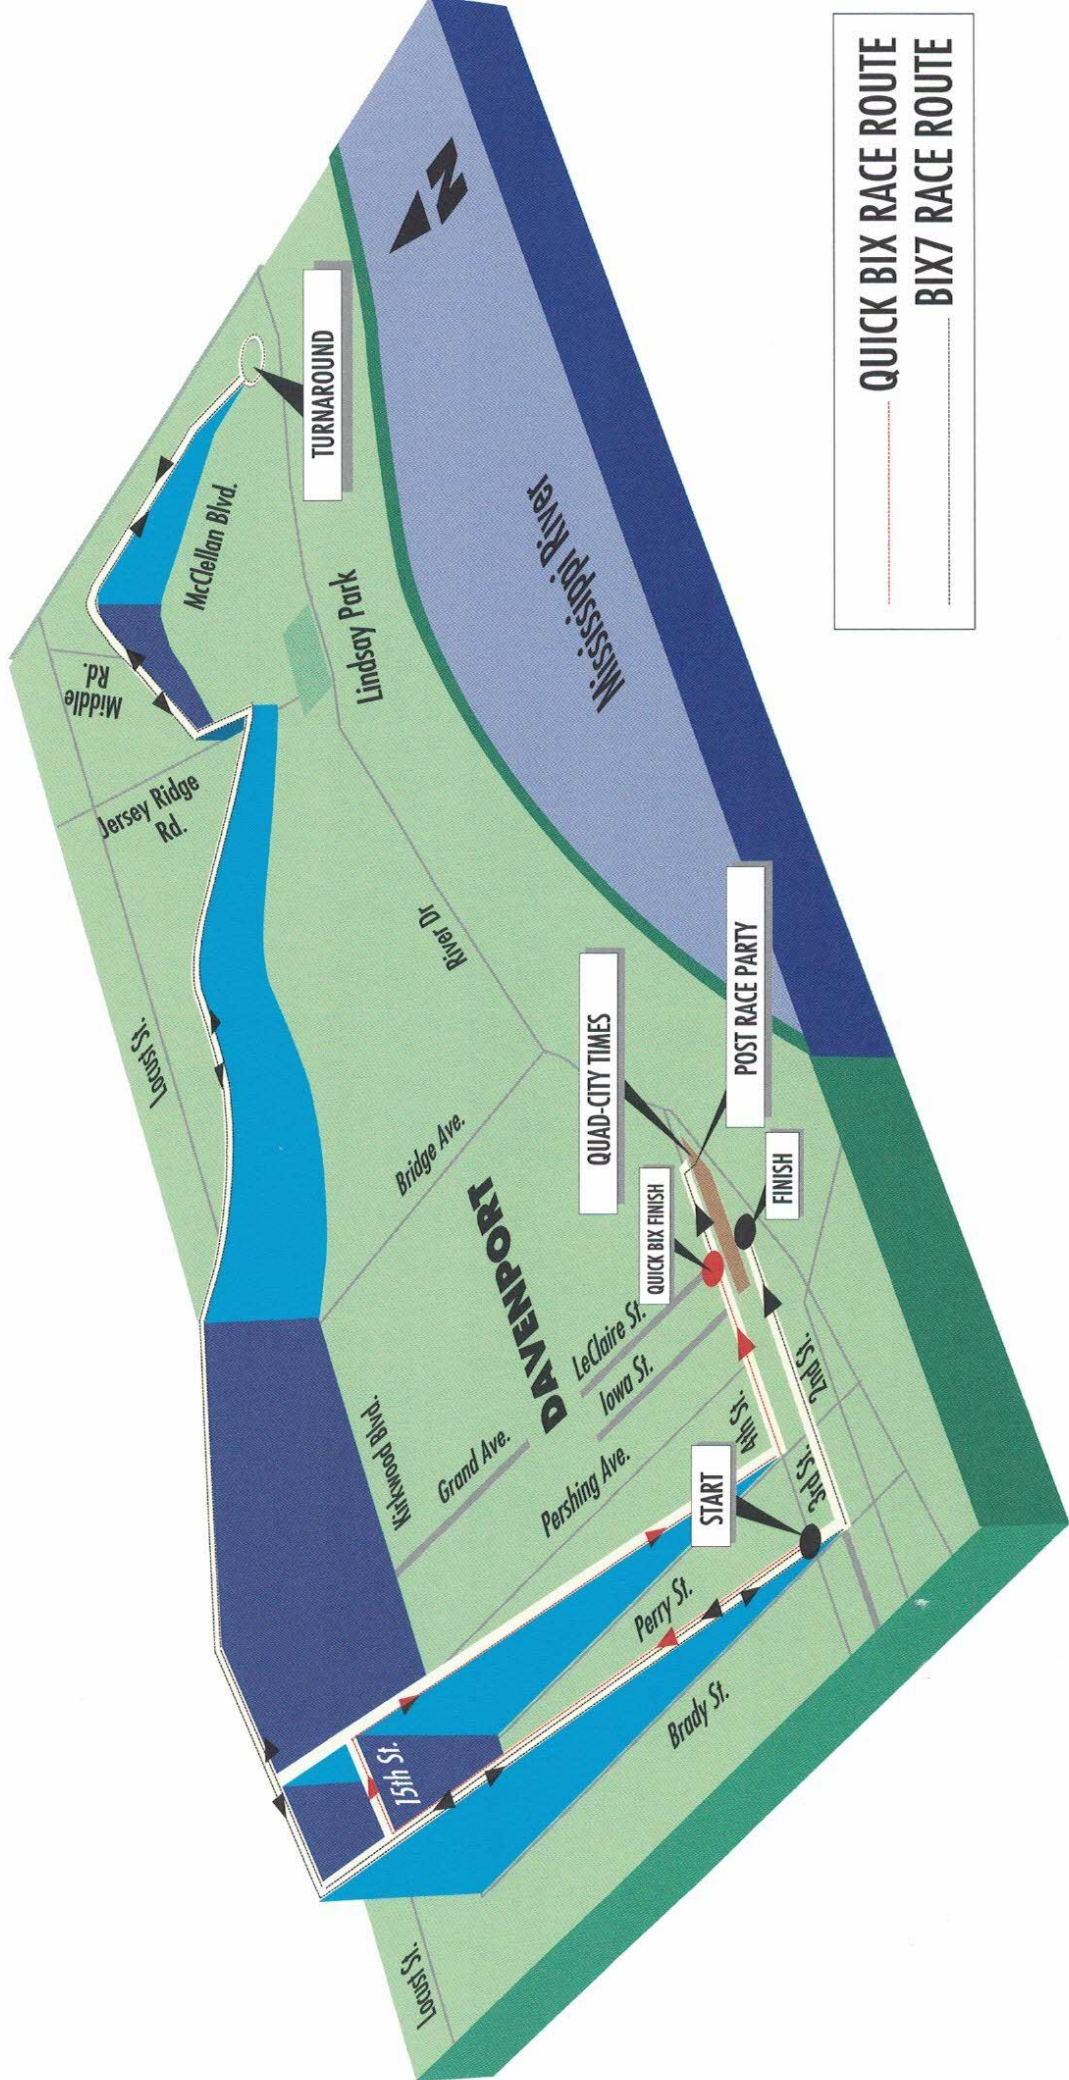 QUICK BIX RACE ROUTE
BIX7 RACE ROUTE
N
TURNAROUND
McClellan Blvd.
Middle
Rd.
Lindsay Park
Mississippi River
Jersey Ridge
Rd.
Locust St.
River Dr
Bridge Ave.
DAVENPORT
QUAD-CITY TIMES
POST RACE PARTY
QUICK BIX FINISH
FINISH
LeClaire St.
Iowa St.
Kirkwood Blvd.
Grand Ave.
Pershing Ave.
4th St.
2nd St.
3rd St.
START
Perry St.
Brady St.
15th St.
Locust St.